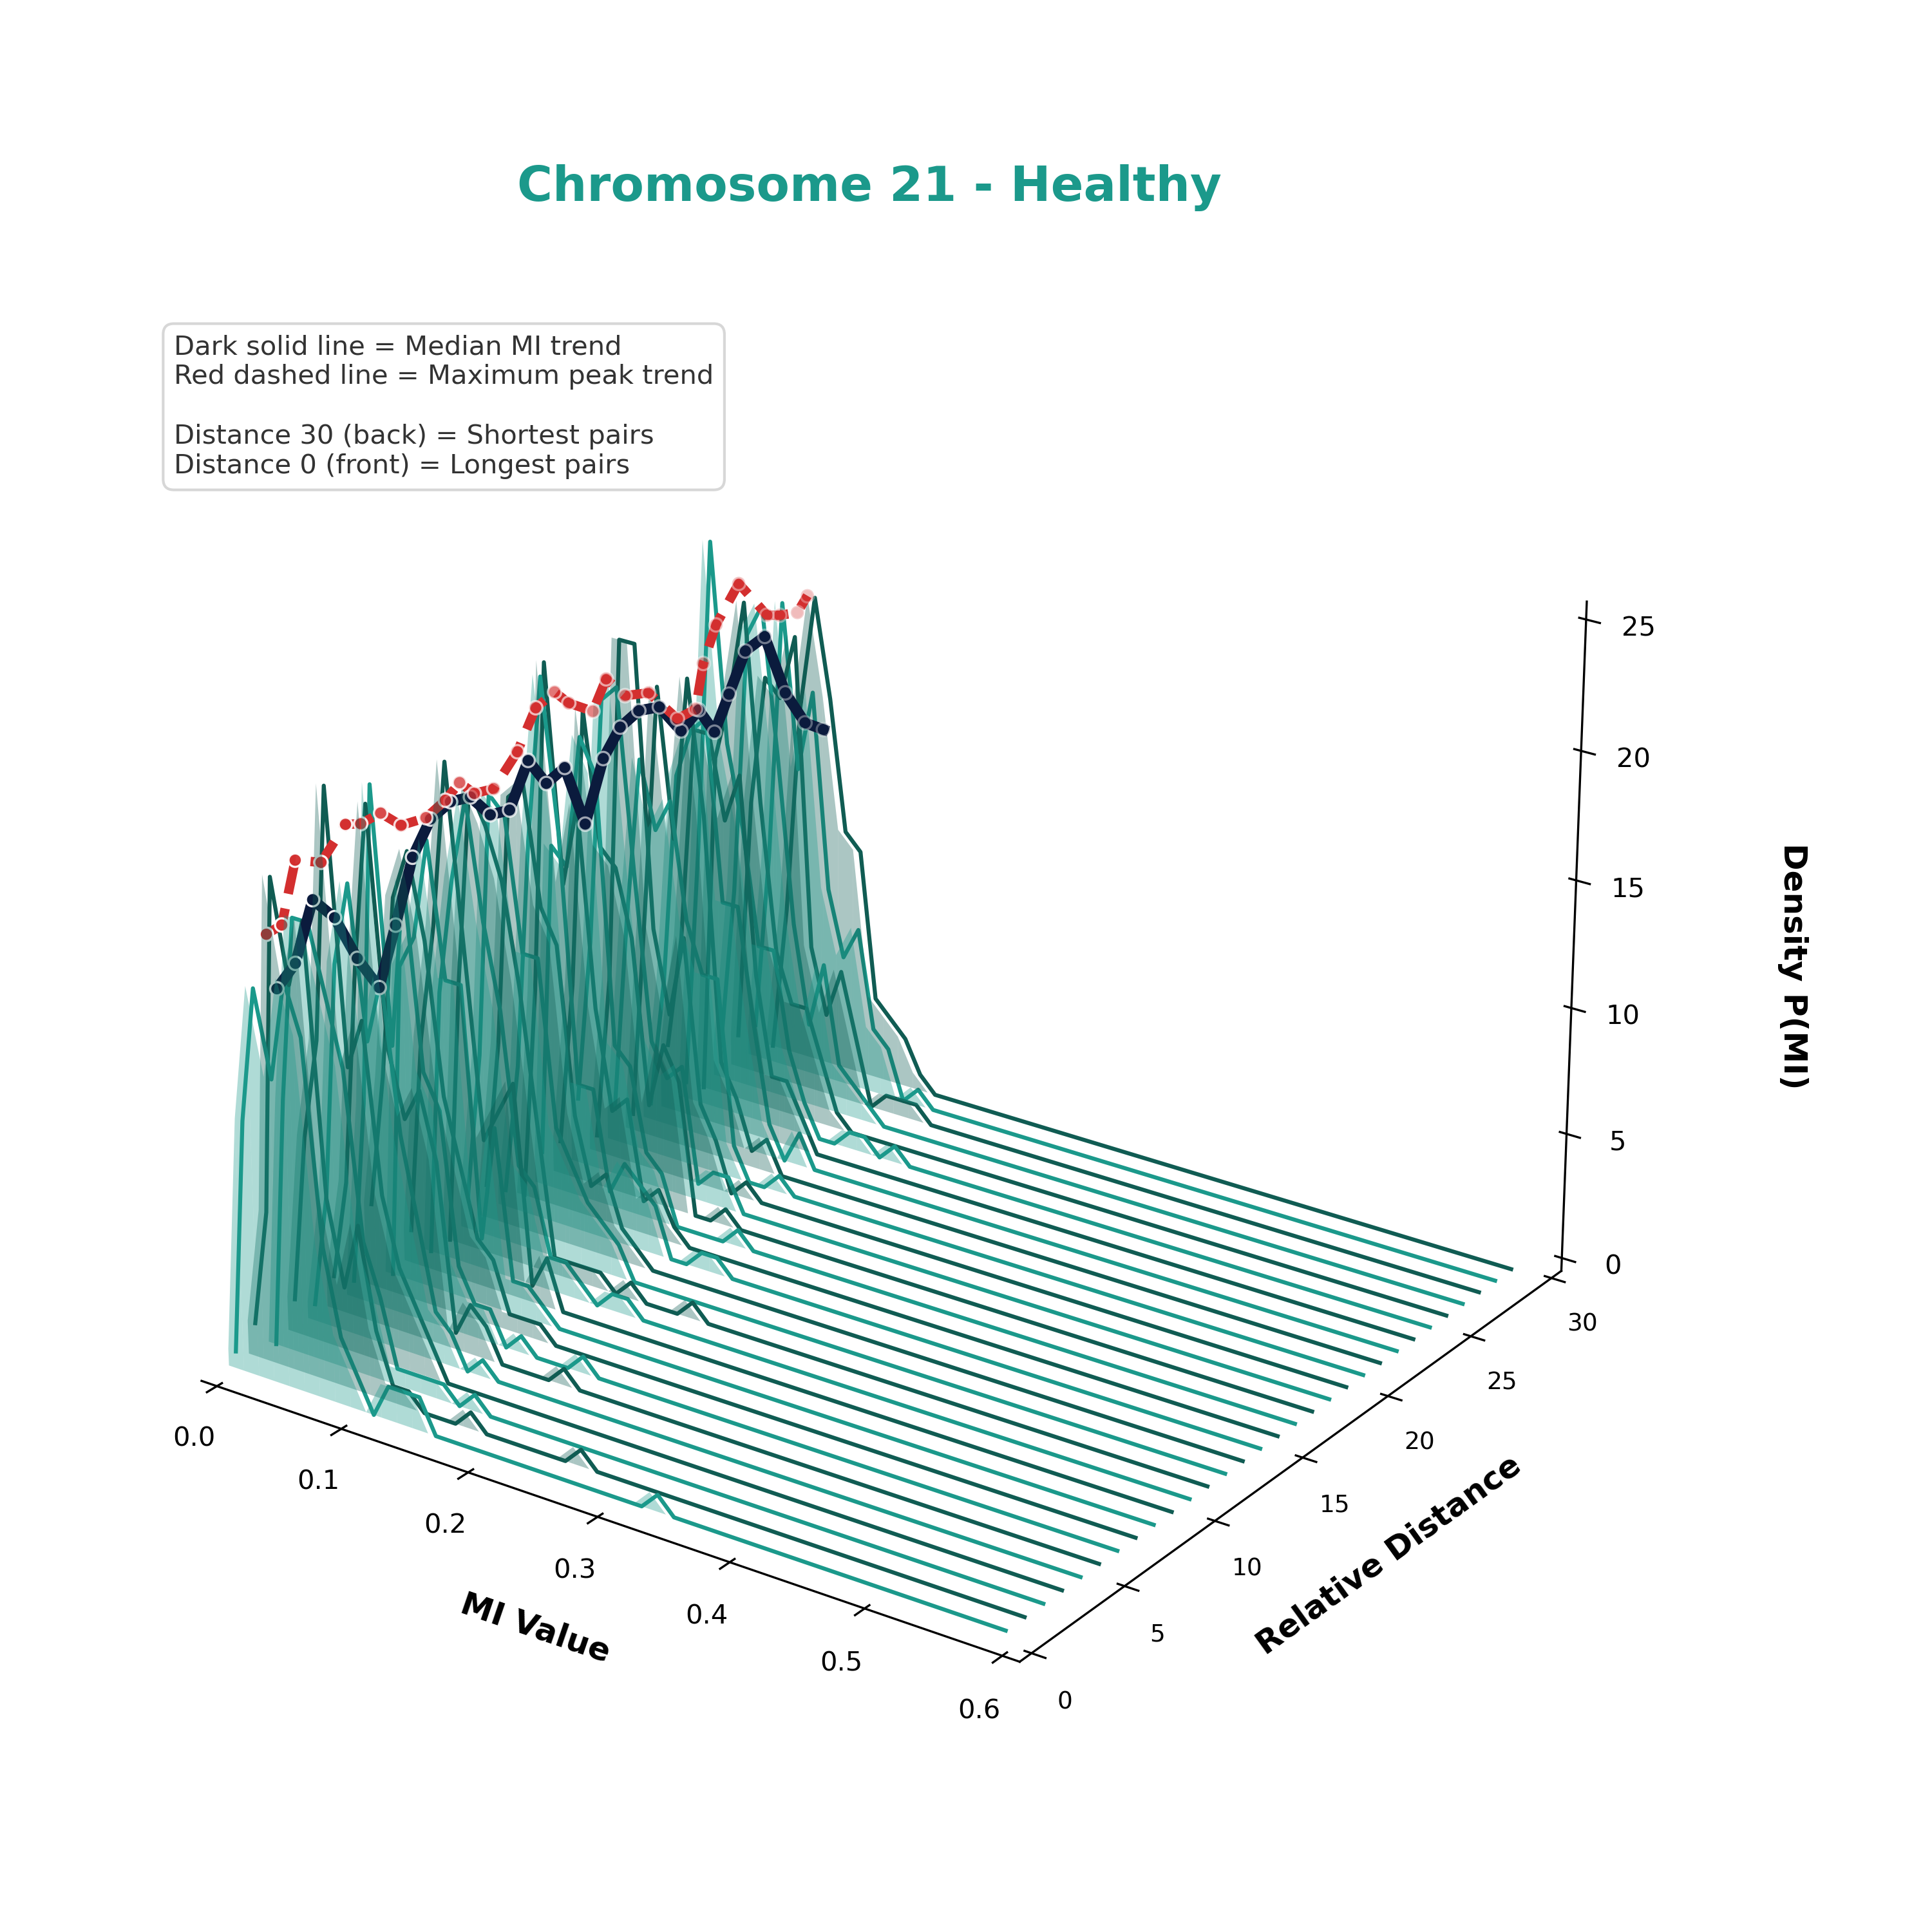 Chromosome 21 - Healthy
Dark solid line = Median MI trend
Red dashed line = Maximum peak trend
Distance 30 (back) = Shortest pairs
Distance 0 (front) = Longest pairs
25
20
15
10
5
0
Density P(MI)
30
25
20
15
10
5
0
Relative Distance
0.0
0.1
0.2
0.3
0.4
0.5
0.6
MI Value